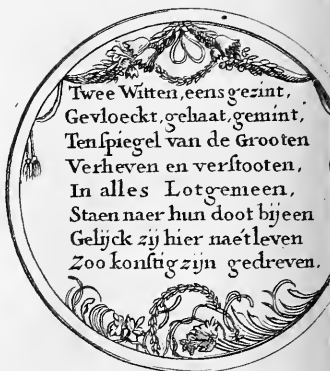 Twee Witten, eens gezint,
Gevloeckt, gehaat, gemint,
Ten spiegel van de Grooten
Verheven en verstooten,
In alles Lotgemeen,
Staen naer hun doot bijeen
Gelijck zij hier naét leven
Zoo konstig zijn gedreven.